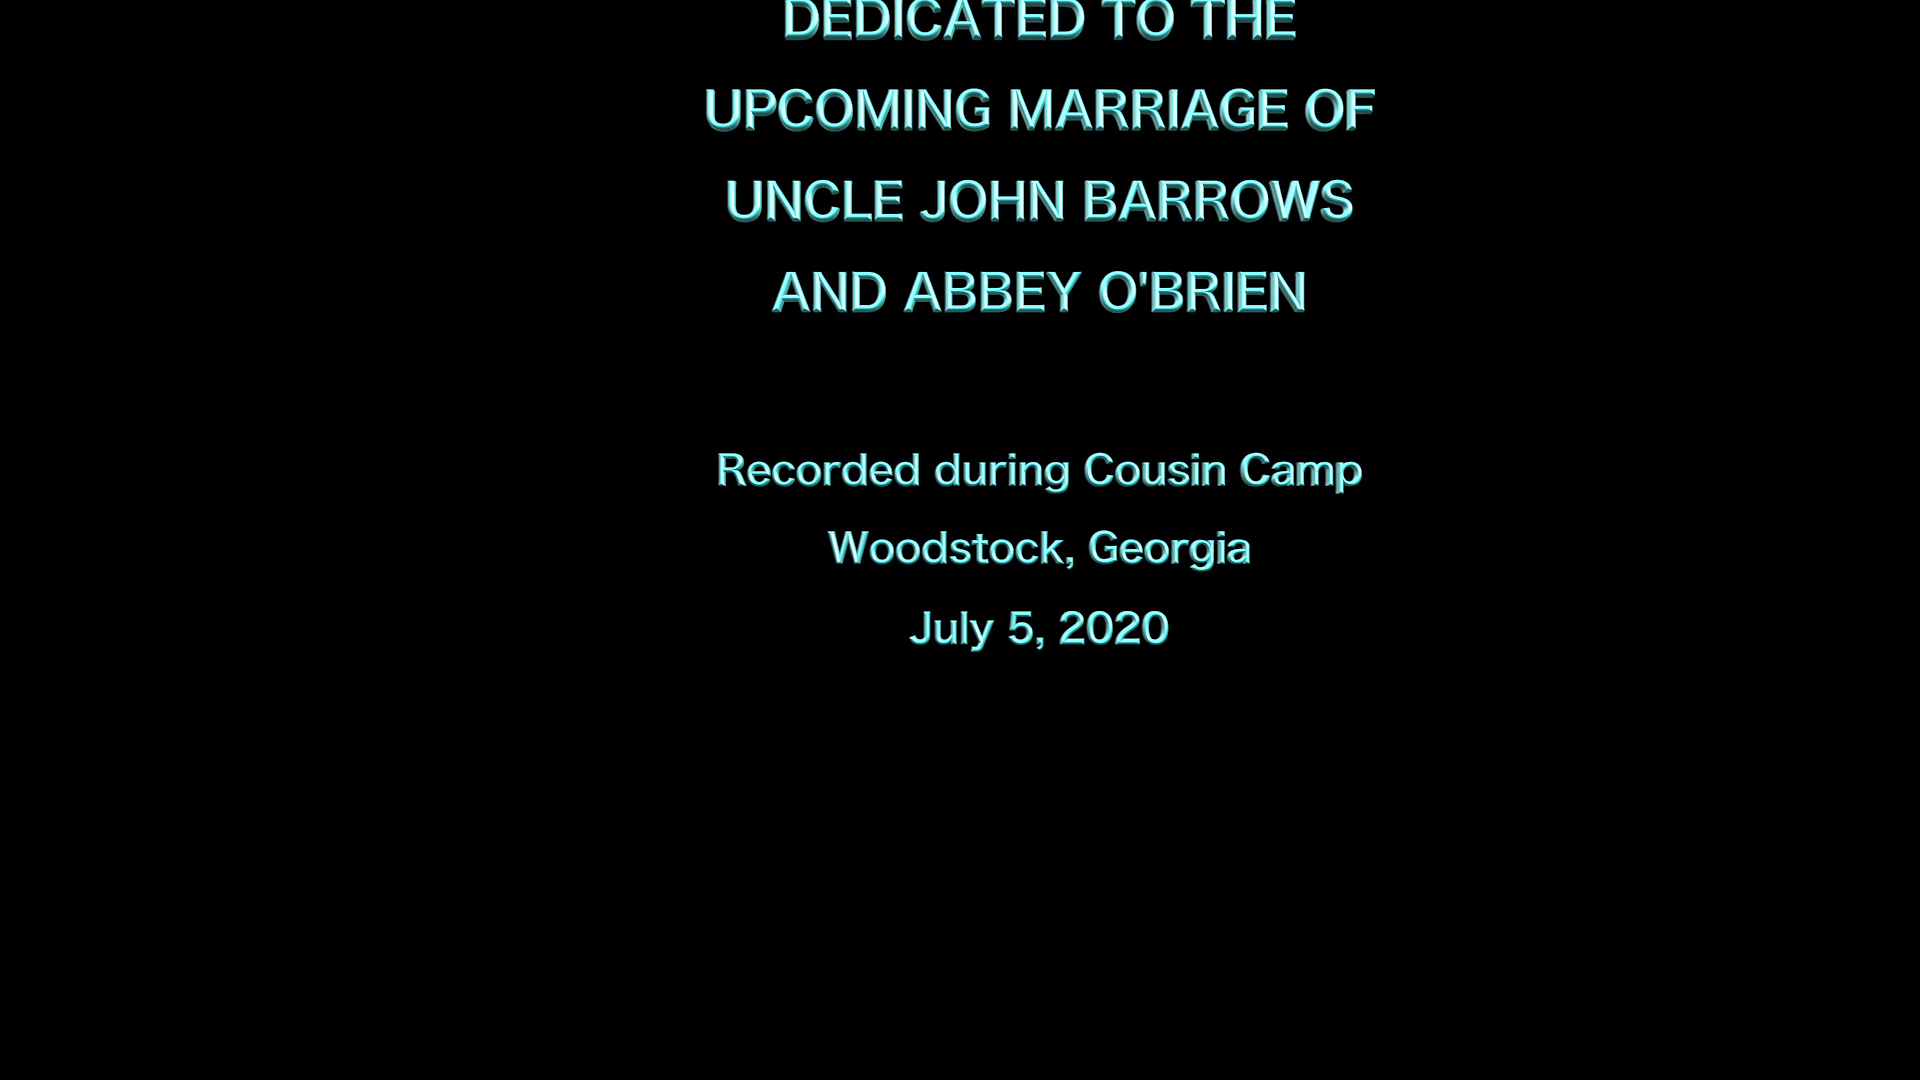 DEDICATED TO THE
UPCOMING MARRIAGE OF
UNCLE JOHN BARROWS
AND ABBEY O'BRIEN
Recorded during Cousin Camp
Woodstock, Georgia
July 5, 2020